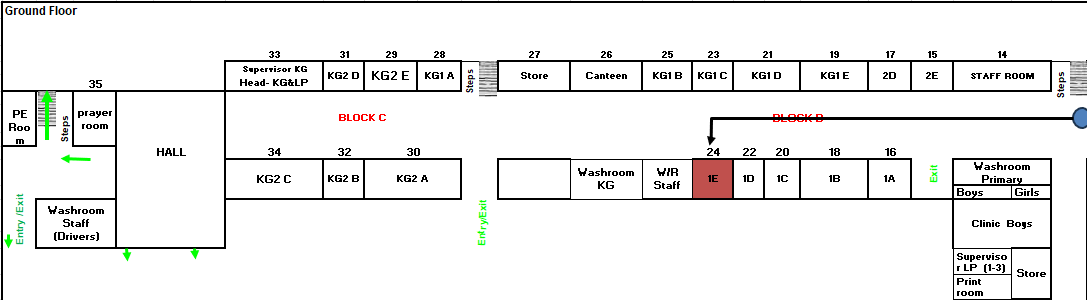 Ground Floor
33
31
29
28
27
26
25
23
21
19
17
15
14
Supervisor KG
Head- KG&LP
KG2 D
KG2 E
KG1 A
Steps
Store
Canteen
KG1 B
KG1 C
KG1 D
KG1 E
2D
2E
STAFF ROOM
Steps
35
PE
Roo
m
Steps
prayer
room
HALL
BLOCK C
BLOCK D
34
32
30
24
22
20
18
16
KG2 C
KG2 B
KG2 A
Washroom
KG
W/R
Staff
1E
1D
1C
1B
1A
Exit
Washroom
Primary
Boys
Girls
Entry /Exit
Washroom
Staff
(Drivers)
Entry/Exit
Clinic Boys
Superviso
r LP (1-3)
Print
room
Store